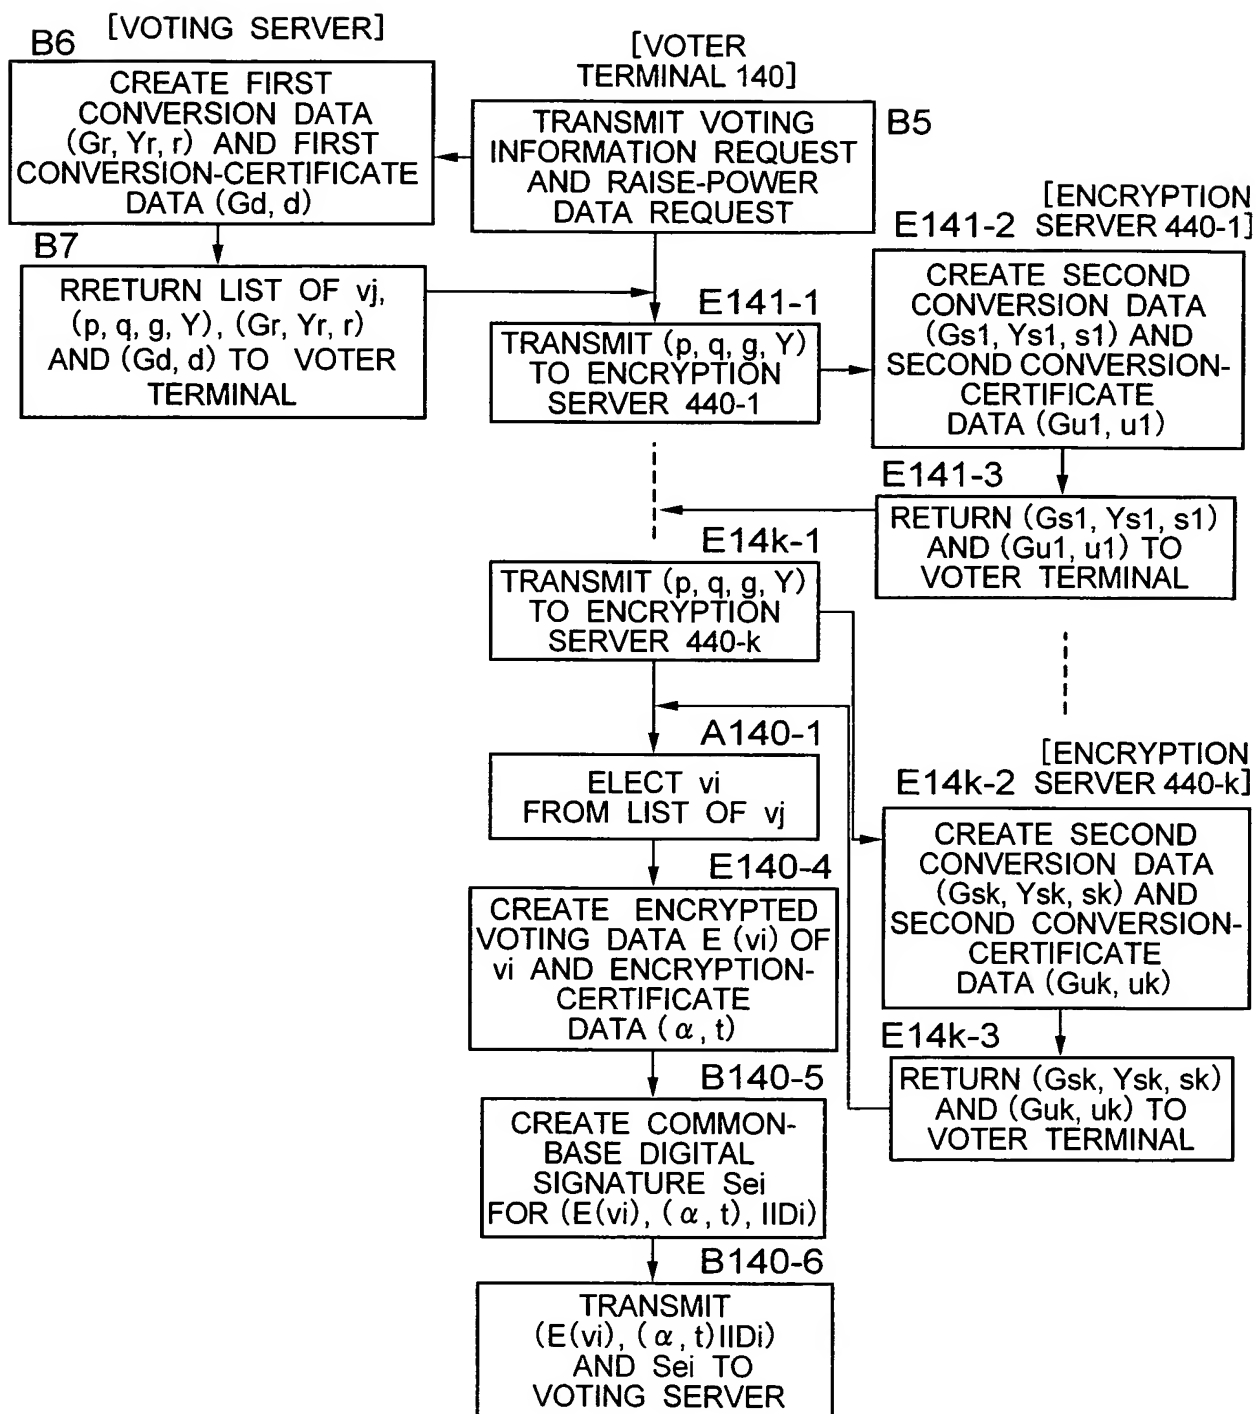 [VOTING SERVER]
B6
CREATE FIRST
CONVERSION DATA
(Gr, Yr, r) AND FIRST
CONVERSION-CERTIFICATE
DATA (Gd, d)
[VOTER
TERMINAL 140]
B5
TRANSMIT VOTING
INFORMATION REQUEST
AND RAISE-POWER
DATA REQUEST
B7
RRETURN LIST OF vj,
(p, q, g, Y), (Gr, Yr, r)
AND (Gd, d) TO VOTER
TERMINAL
E141-1
TRANSMIT (p, q, g, Y)
TO ENCRYPTION
SERVER 440-1
[ENCRYPTION
SERVER 440-1]
E141-2
CREATE SECOND
CONVERSION DATA
(Gs1, Ys1, s1) AND
SECOND CONVERSION-
CERTIFICATE
DATA (Gu1, u1)
E141-3
RETURN (Gs1, Ys1, s1)
AND (Gu1, u1) TO
VOTER TERMINAL
E14k-1
TRANSMIT (p, q, g, Y)
TO ENCRYPTION
SERVER 440-k
[ENCRYPTION
SERVER 440-k]
E14k-2
CREATE SECOND
CONVERSION DATA
(Gsk, Ysk, sk) AND
SECOND CONVERSION-
CERTIFICATE
DATA (Guk, uk)
E14k-3
RETURN (Gsk, Ysk, sk)
AND (Guk, uk) TO
VOTER TERMINAL
A140-1
ELECT vi
FROM LIST OF vj
E140-4
CREATE ENCRYPTED
VOTING DATA E (vi) OF
vi AND ENCRYPTION-
CERTIFICATE
DATA (α, t)
B140-5
CREATE COMMON-
BASE DIGITAL
SIGNATURE Sei
FOR (E(vi), (α, t), IIDi)
B140-6
TRANSMIT
(E(vi), (α, t)IIDi)
AND Sei TO
VOTING SERVER